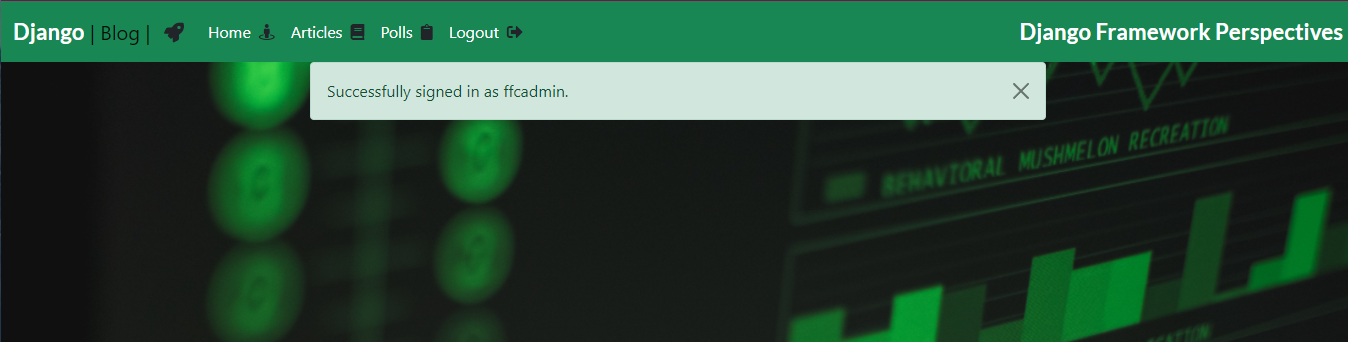 Django | Blog | Home Articles Polls Logout Django Framework Perspectives
Successfully signed in as ffcadmin.
BEHAVIORAL MUSHMELON RECREATION